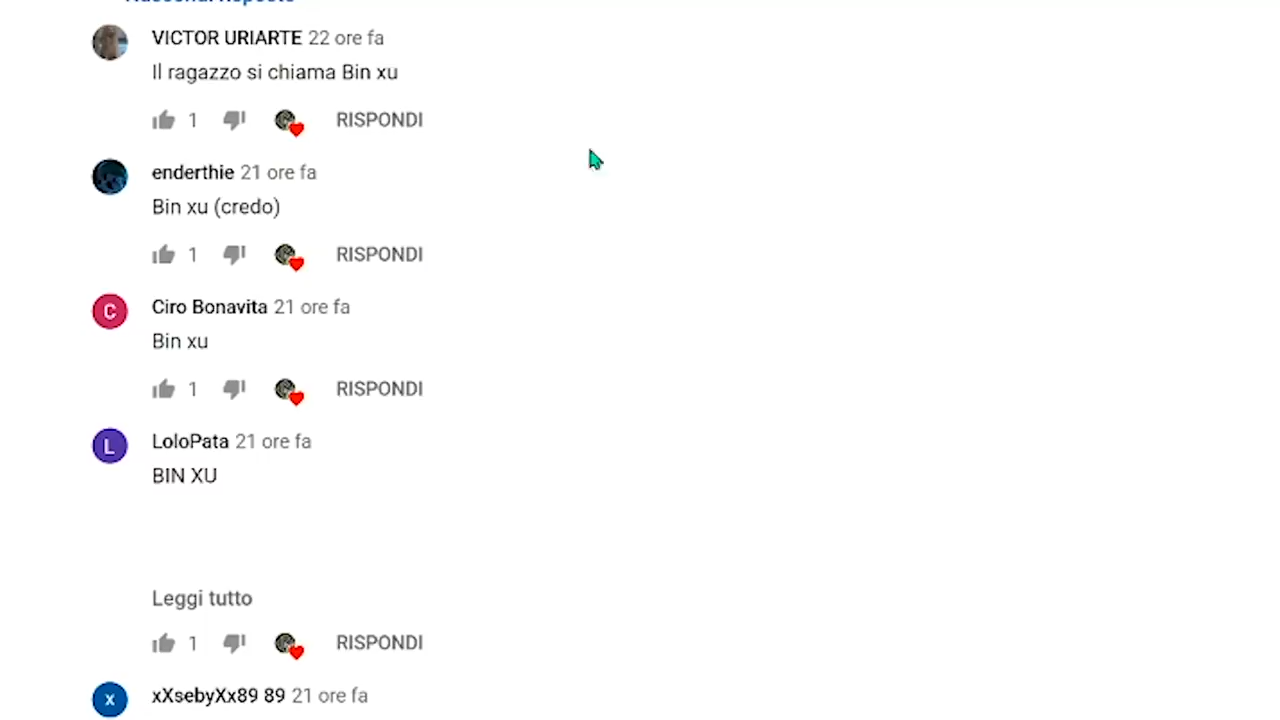 Nascondi risposte
VICTOR URIARTE 22 ore fa
Il ragazzo si chiama Bin xu
1 RISPONDI
enderthie 21 ore fa
Bin xu (credo)
1 RISPONDI
C Ciro Bonavita 21 ore fa
Bin xu
1 RISPONDI
L LoloPata 21 ore fa
BIN XU
Leggi tutto
1 RISPONDI
x xXsebyXx89 89 21 ore fa